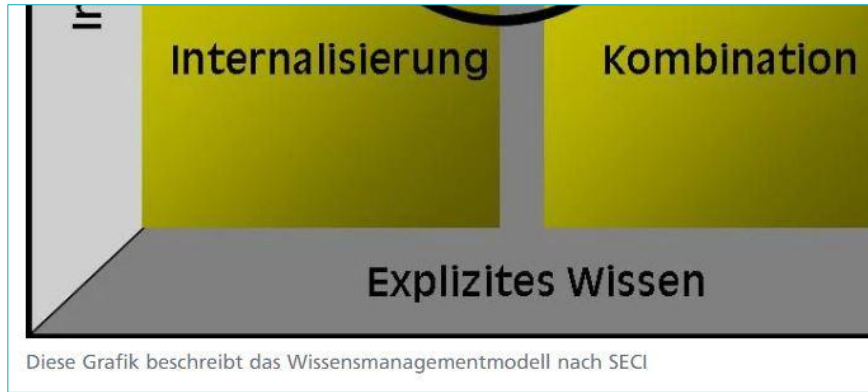 Internalisierung
Kombination
Explizites Wissen
Diese Grafik beschreibt das Wissensmanagementmodell nach SECI